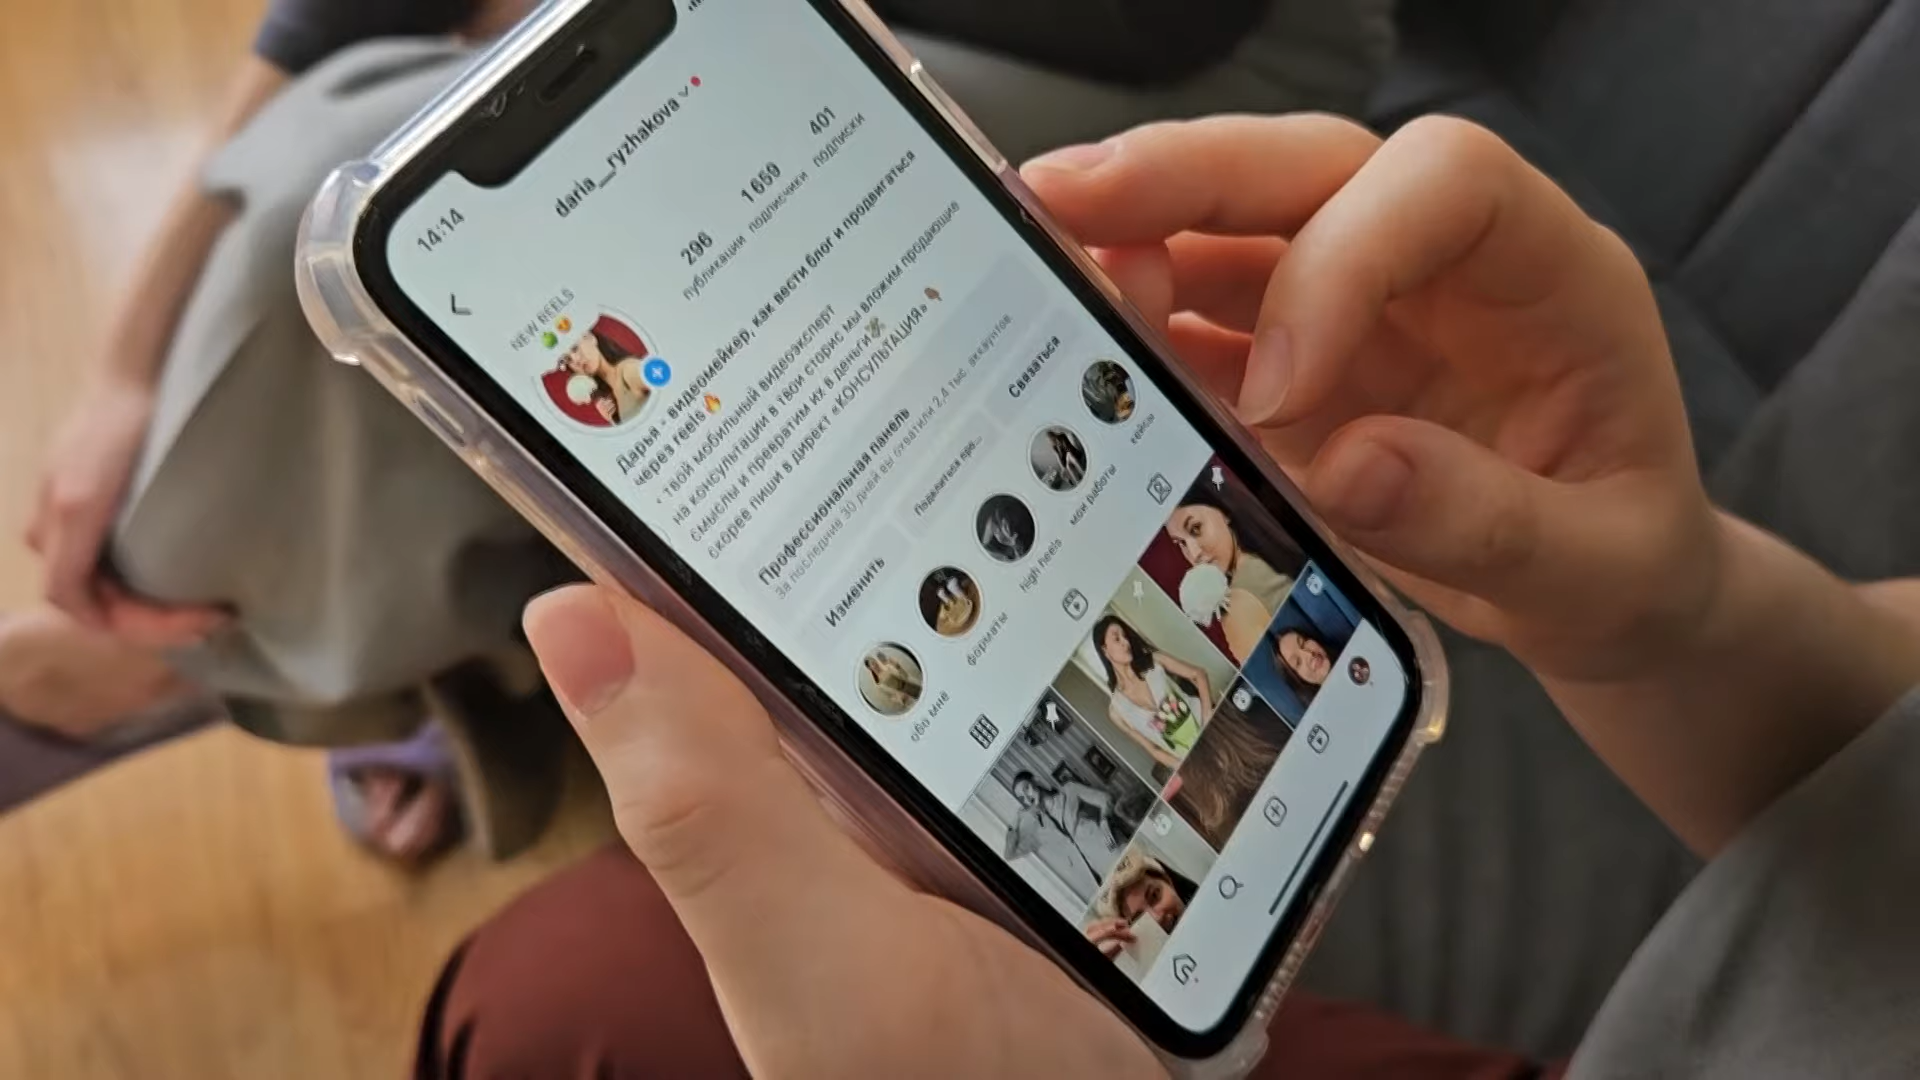 14:14
daria__ryzhakova
NEW REELS
296
публикации
1 659
подписчики
401
подписки
Дарья - видеомейкер, как вести блог и продвигаться
через reels🔥
твой мобильный видеоэксперт
на консультации в твои сторис мы вложим продающие
смыслы и превратим их в деньги💸
скорее пиши в директ «КОНСУЛЬТАЦИЯ»👇🏽
Профессиональная панель
За последние 30 дней вы охватили 2,4 тыс. аккаунтов.
Изменить
Поделиться про...
Связаться
обо мне
форматы
high heels
мои работы
кейсы